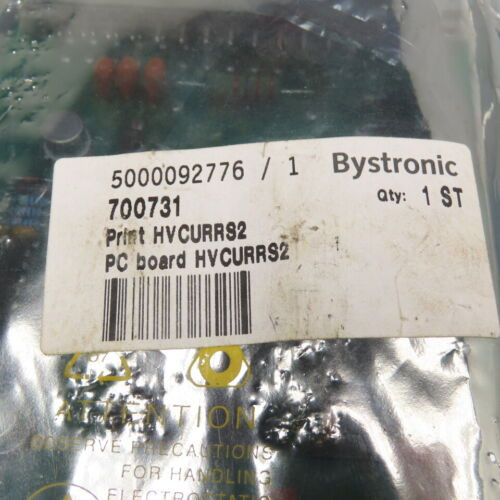 5000092776 / 1 Bystronic
700731 Qty: 1 ST
Print HVCURRS2
PC board HVCURRS2
ATTENTION
OBSERVE PRECAUTIONS
FOR HANDLING